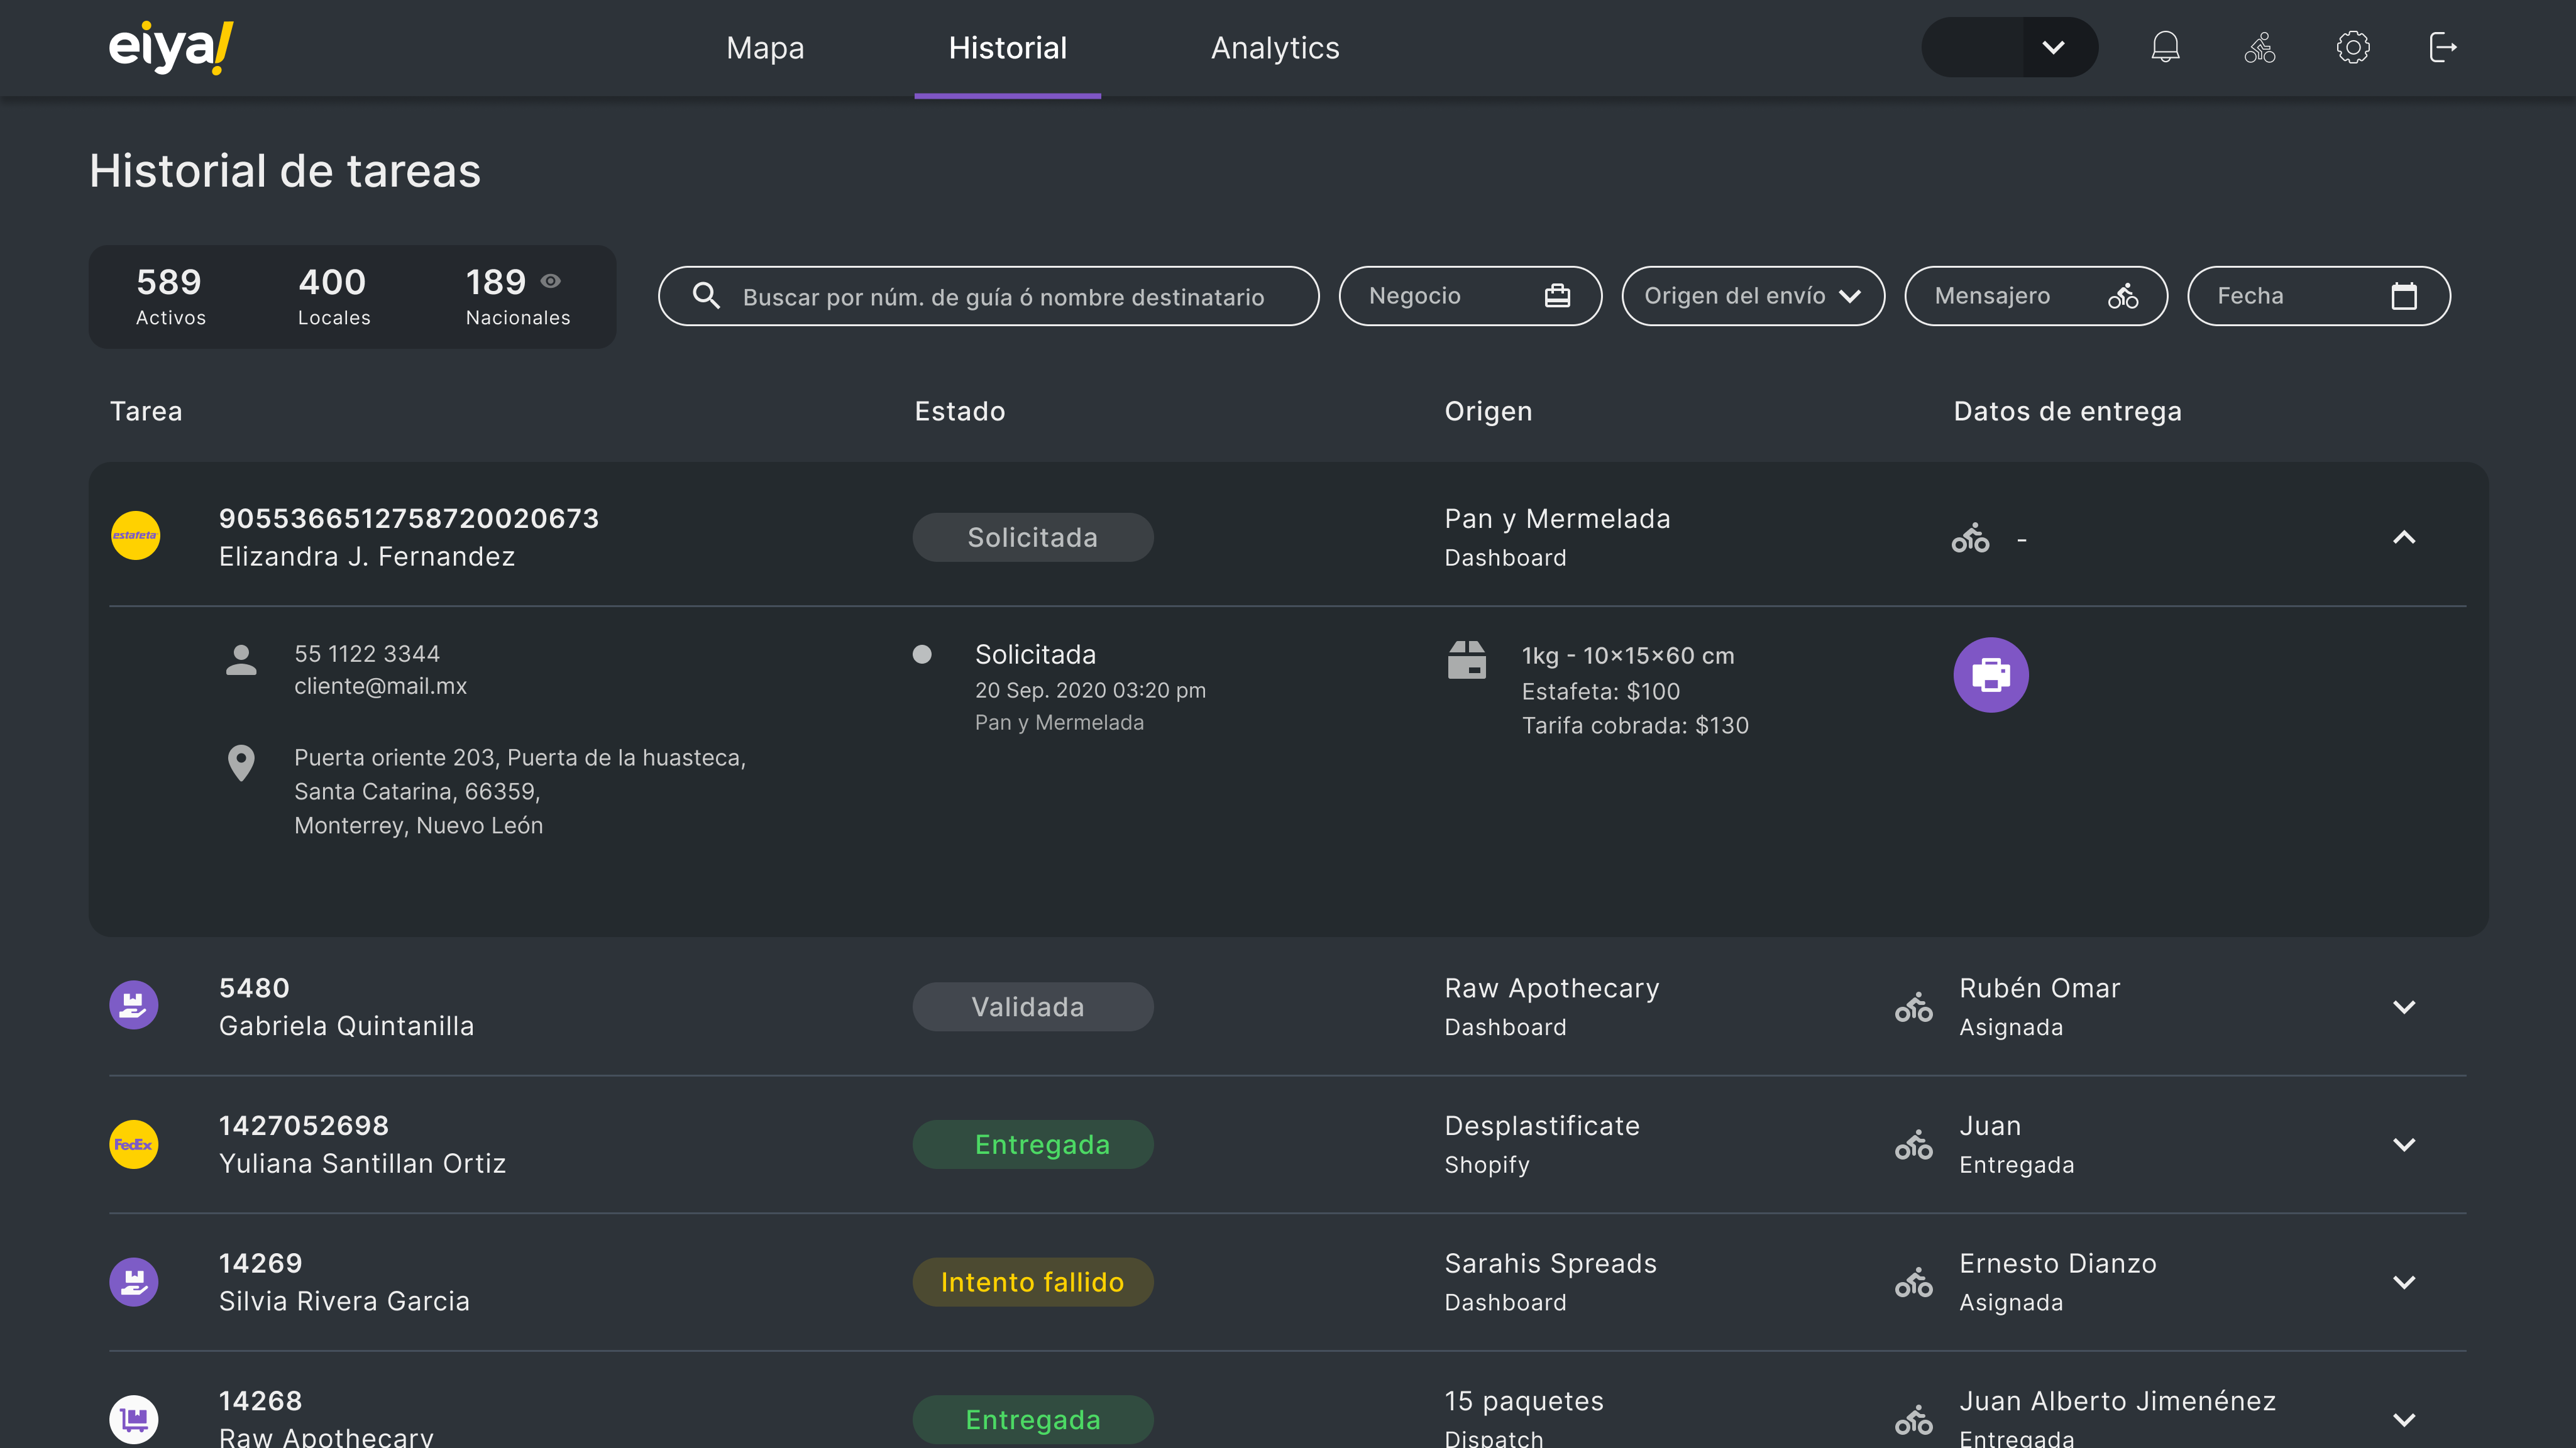 eiya!
Mapa
Historial
Analytics
Historial de tareas
589
Activos
400
Locales
189
Nacionales
Buscar por núm. de guía ó nombre destinatario
Negocio
Origen del envío
Mensajero
Fecha
Tarea
Estado
Origen
Datos de entrega
estafeta
9055366512758720020673
Elizandra J. Fernandez
Solicitada
Pan y Mermelada
Dashboard
-
55 1122 3344
cliente@mail.mx
Puerta oriente 203, Puerta de la huasteca,
Santa Catarina, 66359,
Monterrey, Nuevo León
Solicitada
20 Sep. 2020 03:20 pm
Pan y Mermelada
1kg - 10×15×60 cm
Estafeta: $100
Tarifa cobrada: $130
5480
Gabriela Quintanilla
Validada
Raw Apothecary
Dashboard
Rubén Omar
Asignada
FedEx
1427052698
Yuliana Santillan Ortiz
Entregada
Desplastificate
Shopify
Juan
Entregada
14269
Silvia Rivera Garcia
Intento fallido
Sarahis Spreads
Dashboard
Ernesto Dianzo
Asignada
14268
Raw Apothecary
Entregada
15 paquetes
Dispatch
Juan Alberto Jimenénez
Entregada